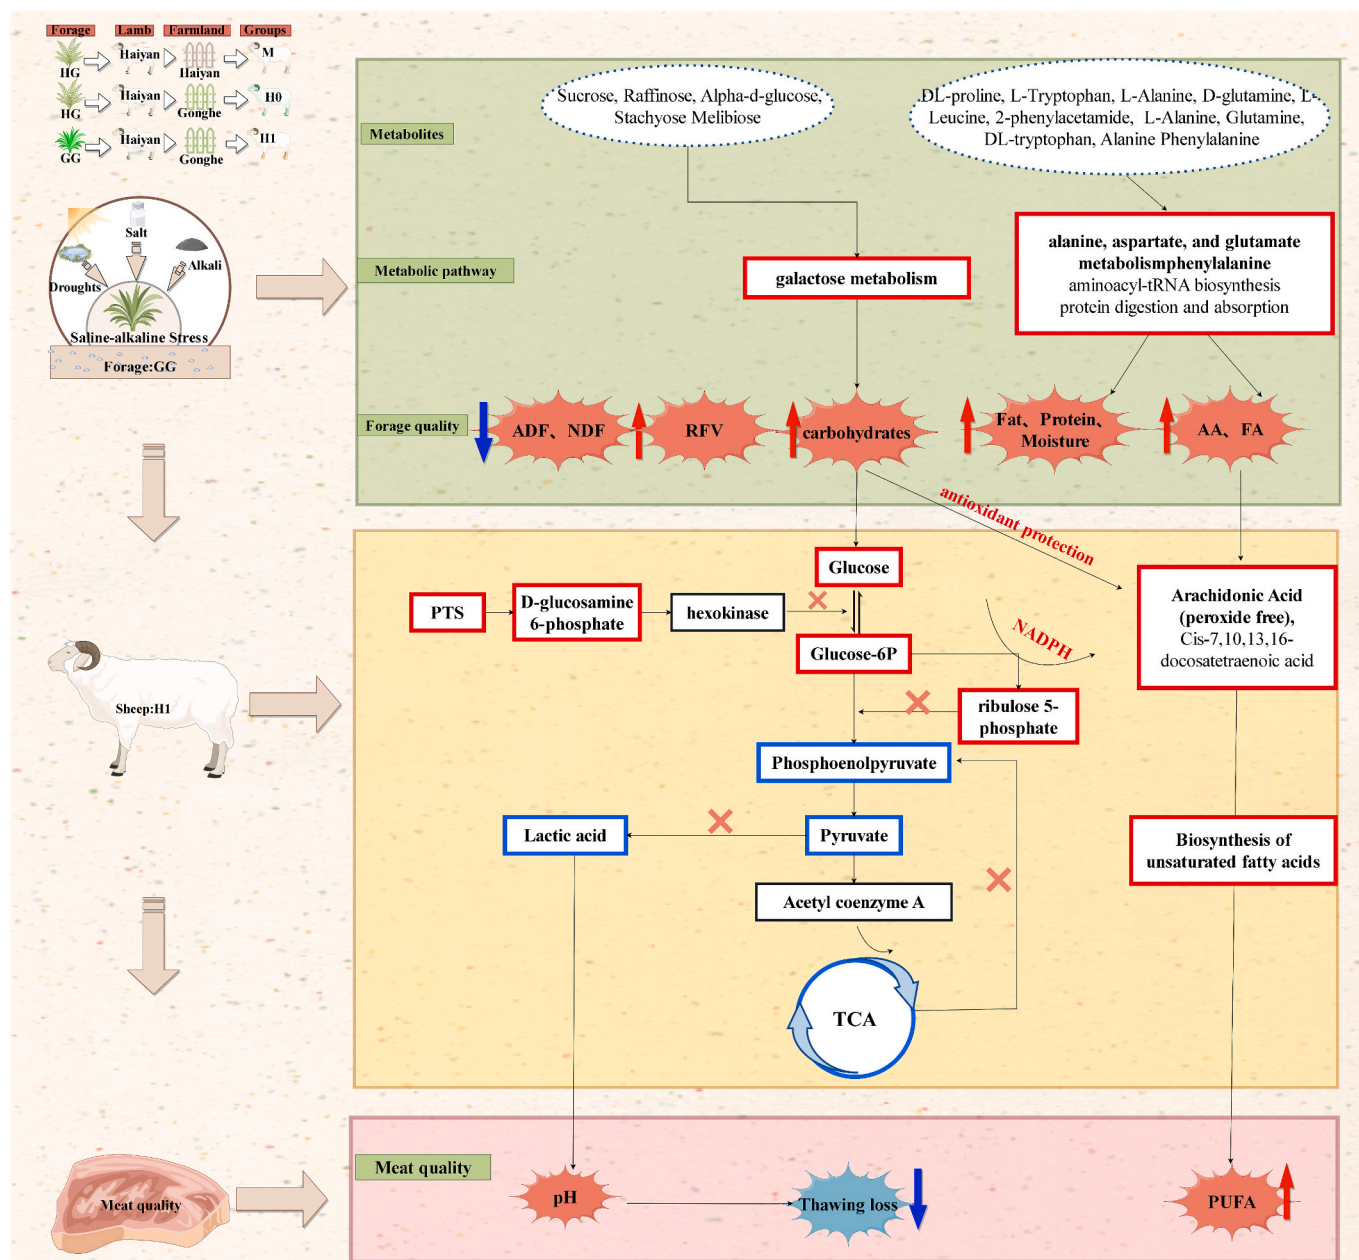 Forage Lamb Farmland Groups
HG Haiyan Haiyan M
HG Haiyan Gonghe H0
GG Haiyan Gonghe H1
Salt
Droughts
Alkali
Saline-alkaline Stress
Forage:GG
Sheep:H1
Meat quality
Metabolites
Sucrose, Raffinose, Alpha-d-glucose,
Stachyose Melibiose
DL-proline, L-Tryptophan, L-Alanine, D-glutamine, L-
Leucine, 2-phenylacetamide, L-Alanine, Glutamine,
DL-tryptophan, Alanine Phenylalanine
Metabolic pathway
galactose metabolism
alanine, aspartate, and glutamate
metabolismphenylalanine
aminoacyl-tRNA biosynthesis
protein digestion and absorption
Forage quality
ADF、NDF
RFV
carbohydrates
Fat、Protein、
Moisture
AA、FA
antioxidant protection
Glucose
PTS
D-glucosamine
6-phosphate
hexokinase
Glucose-6P
NADPH
ribulose 5-
phosphate
Arachidonic Acid
(peroxide free),
Cis-7,10,13,16-
docosatetraenoic acid
Phosphoenolpyruvate
Lactic acid
Pyruvate
Biosynthesis of
unsaturated fatty acids
Acetyl coenzyme A
TCA
Meat quality
pH
Thawing loss
PUFA